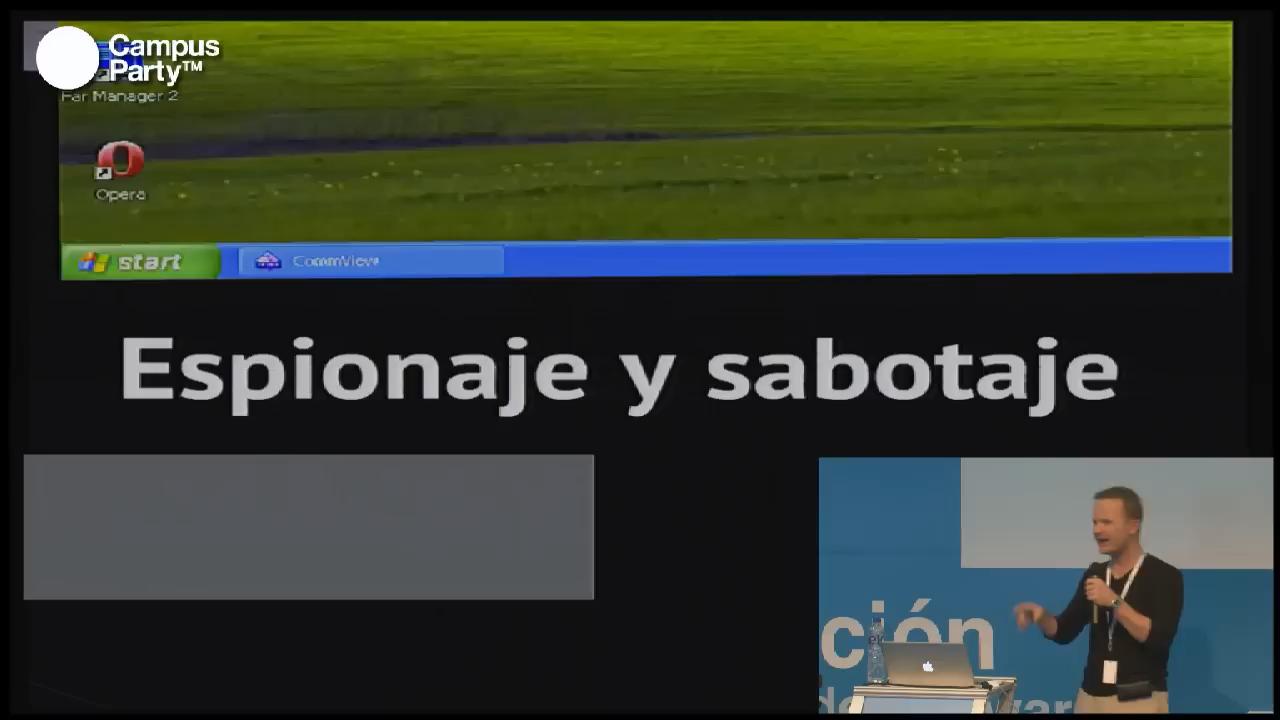 Campus
Party™
Far Manager 2
Opera
start
CommView
Espionaje y sabotaje
ción